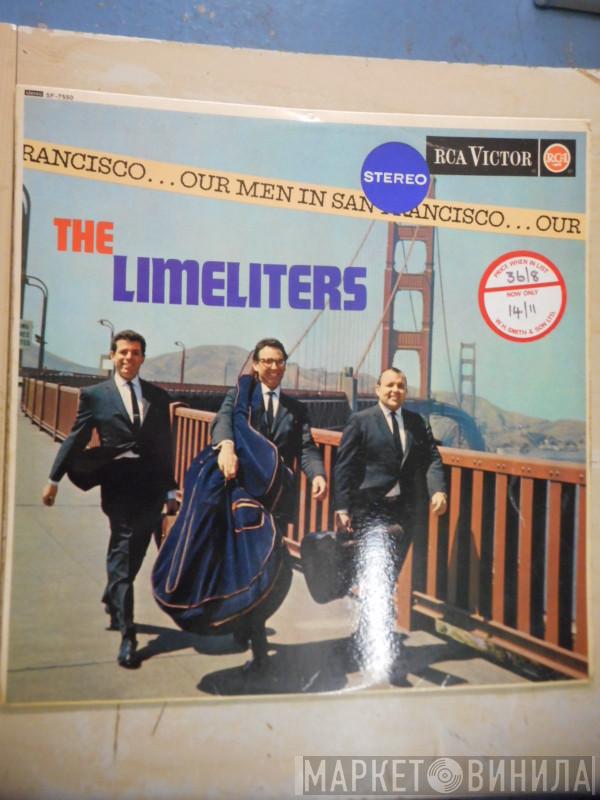 stereo SF-7550
RANCISCO... OUR MEN IN SAN FRANCISCO... OUR
STEREO
RCA VICTOR
RCA
THE
LIMELITERS
PRICE WHEN IN LIST
36/8
NOW ONLY
14/11
W.H. SMITH & SON LTD.
МАРКЕТ ВИНИЛА